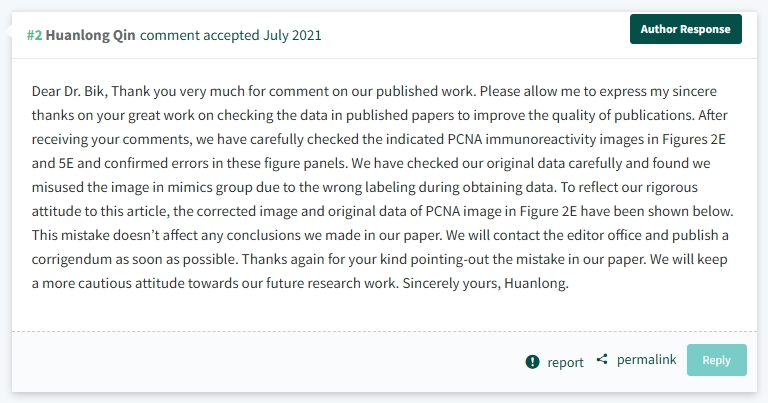 #2 Huanlong Qin comment accepted July 2021
Author Response
Dear Dr. Bik, Thank you very much for comment on our published work. Please allow me to express my sincere
thanks on your great work on checking the data in published papers to improve the quality of publications. After
receiving your comments, we have carefully checked the indicated PCNA immunoreactivity images in Figures 2E
and 5E and confirmed errors in these figure panels. We have checked our original data carefully and found we
misused the image in mimics group due to the wrong labeling during obtaining data. To reflect our rigorous
attitude to this article, the corrected image and original data of PCNA image in Figure 2E have been shown below.
This mistake doesn’t affect any conclusions we made in our paper. We will contact the editor office and publish a
corrigendum as soon as possible. Thanks again for your kind pointing-out the mistake in our paper. We will keep
a more cautious attitude towards our future research work. Sincerely yours, Huanlong.
report permalink Reply